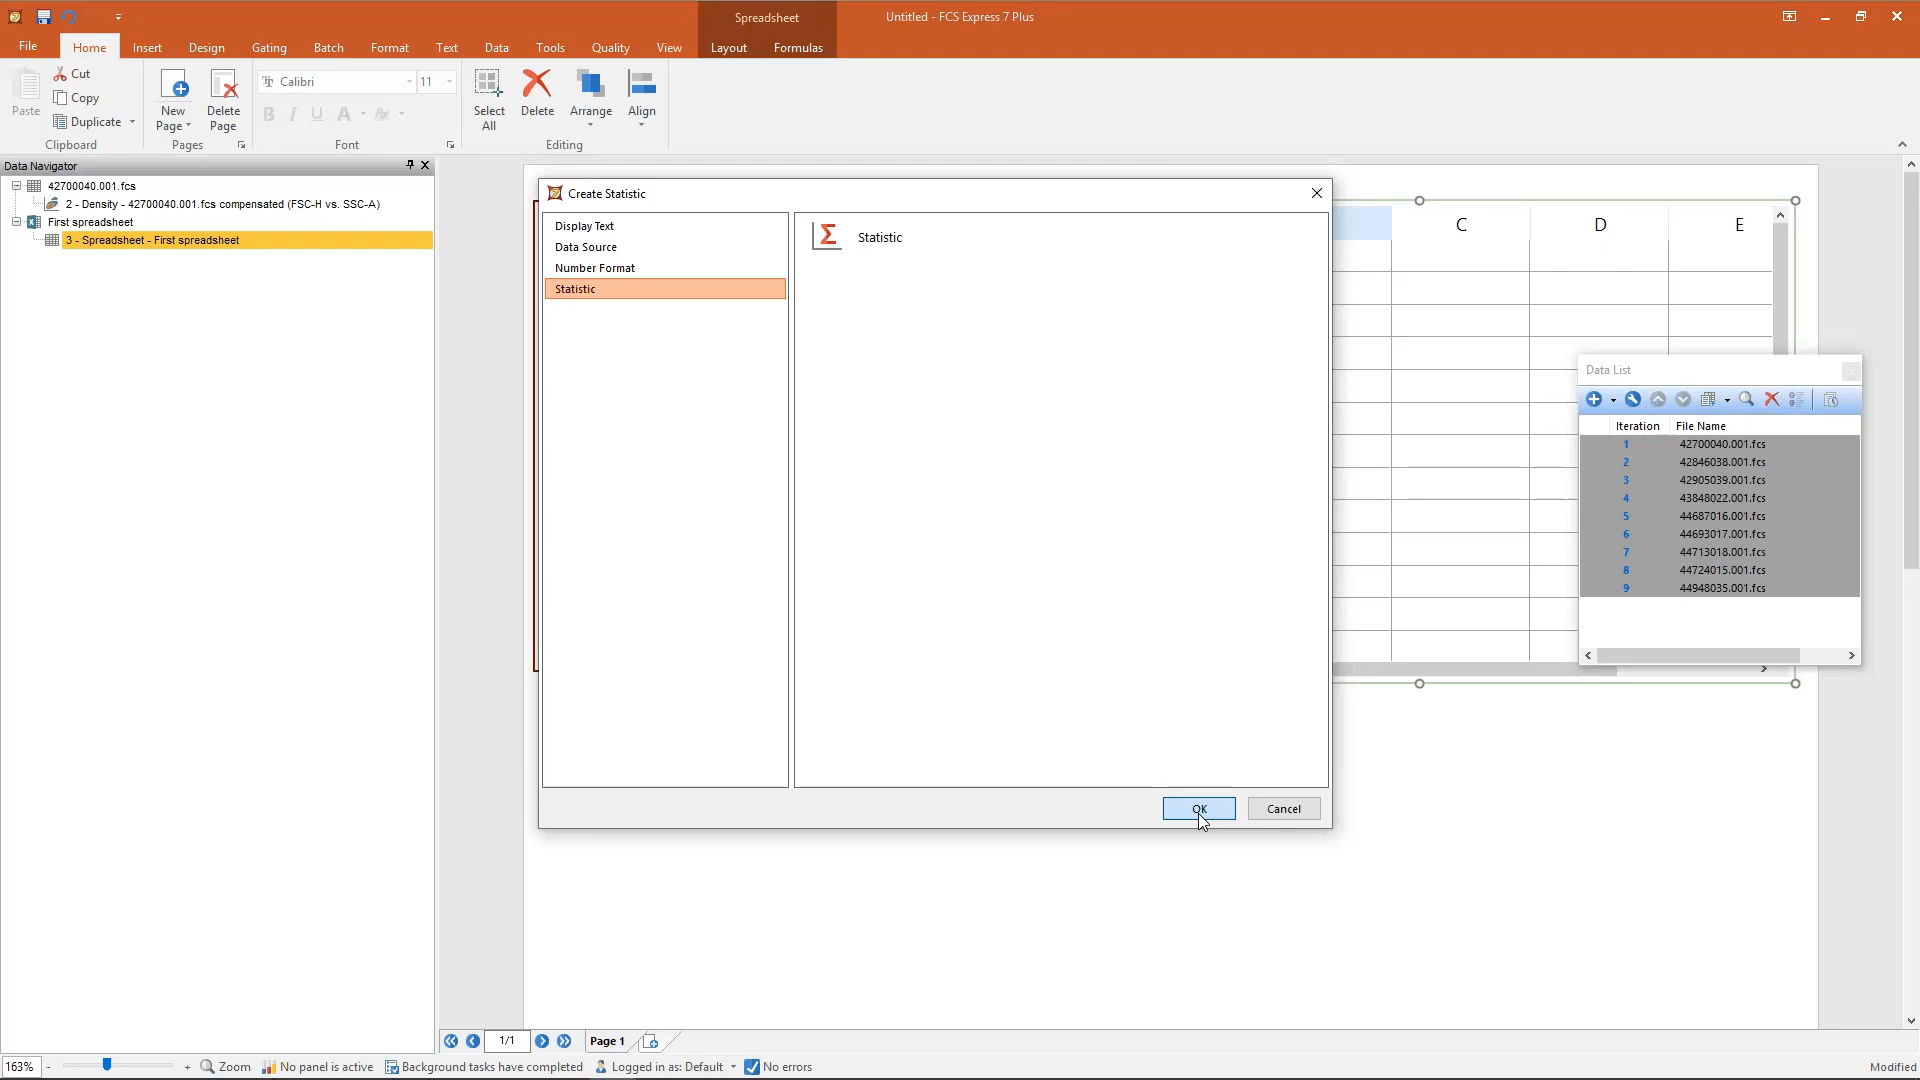 Spreadsheet
Untitled - FCS Express 7 Plus
File
Home
Insert
Design
Gating
Batch
Format
Text
Data
Tools
Quality
View
Layout
Formulas
Paste
Cut
Copy
Duplicate
Clipboard
New
Page
Delete
Page
Pages
Calibri
11
B
I
U
A
Font
Select
All
Delete
Arrange
Align
Editing
Data Navigator
42700040.001.fcs
2 - Density - 42700040.001.fcs compensated (FSC-H vs. SSC-A)
First spreadsheet
3 - Spreadsheet - First spreadsheet
Create Statistic
Display Text
Data Source
Number Format
Statistic
Σ Statistic
OK
Cancel
C
D
E
Data List
Iteration File Name
1 42700040.001.fcs
2 42846038.001.fcs
3 42905039.001.fcs
4 43848022.001.fcs
5 44687016.001.fcs
6 44693017.001.fcs
7 44713018.001.fcs
8 44724015.001.fcs
9 44948035.001.fcs
1/1
Page 1
163%
-
+
Zoom
No panel is active
Background tasks have completed
Logged in as: Default
No errors
Modified